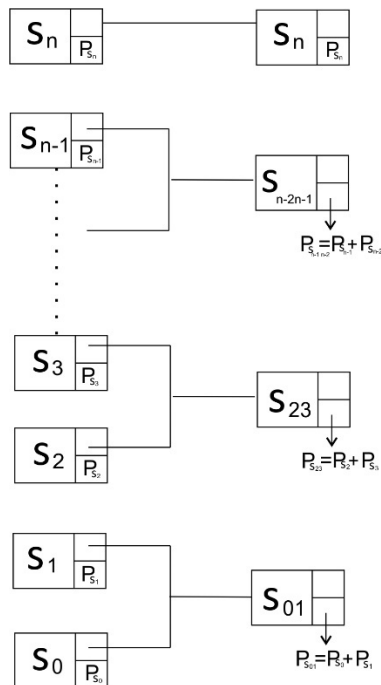 Sₙ Pₛₙ Sₙ Pₛₙ
Sₙ₋₁ Pₛₙ₋₁
Sₙ₋₂ₙ₋₁
Pₛₙ₋₁ₙ₋₂=Pₛₙ₋₁+Pₛₙ₋₂
S₃ Pₛ₃
S₂₃
S₂ Pₛ₂
Pₛ₂₃=Pₛ₂+Pₛ₃
S₁ Pₛ₁
S₀₁
S₀ Pₛ₀
Pₛ₀₁=Pₛ₀+Pₛ₁